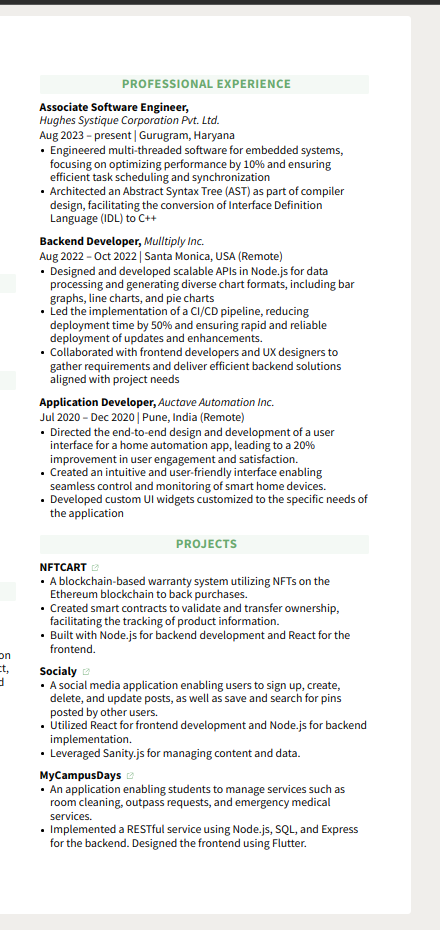 PROFESSIONAL EXPERIENCE
Associate Software Engineer,
Hughes Systique Corporation Pvt. Ltd.
Aug 2023 – present | Gurugram, Haryana
• Engineered multi-threaded software for embedded systems,
focusing on optimizing performance by 10% and ensuring
efficient task scheduling and synchronization
• Architected an Abstract Syntax Tree (AST) as part of compiler
design, facilitating the conversion of Interface Definition
Language (IDL) to C++
Backend Developer, Mulltiply Inc.
Aug 2022 – Oct 2022 | Santa Monica, USA (Remote)
• Designed and developed scalable APIs in Node.js for data
processing and generating diverse chart formats, including bar
graphs, line charts, and pie charts
• Led the implementation of a CI/CD pipeline, reducing
deployment time by 50% and ensuring rapid and reliable
deployment of updates and enhancements.
• Collaborated with frontend developers and UX designers to
gather requirements and deliver efficient backend solutions
aligned with project needs
Application Developer, Auctave Automation Inc.
Jul 2020 – Dec 2020 | Pune, India (Remote)
• Directed the end-to-end design and development of a user
interface for a home automation app, leading to a 20%
improvement in user engagement and satisfaction.
• Created an intuitive and user-friendly interface enabling
seamless control and monitoring of smart home devices.
• Developed custom UI widgets customized to the specific needs of
the application
PROJECTS
NFTCART
• A blockchain-based warranty system utilizing NFTs on the
Ethereum blockchain to back purchases.
• Created smart contracts to validate and transfer ownership,
facilitating the tracking of product information.
• Built with Node.js for backend development and React for the
frontend.
Socialy
• A social media application enabling users to sign up, create,
delete, and update posts, as well as save and search for pins
posted by other users.
• Utilized React for frontend development and Node.js for backend
implementation.
• Leveraged Sanity.js for managing content and data.
MyCampusDays
• An application enabling students to manage services such as
room cleaning, outpass requests, and emergency medical
services.
• Implemented a RESTful service using Node.js, SQL, and Express
for the backend. Designed the frontend using Flutter.